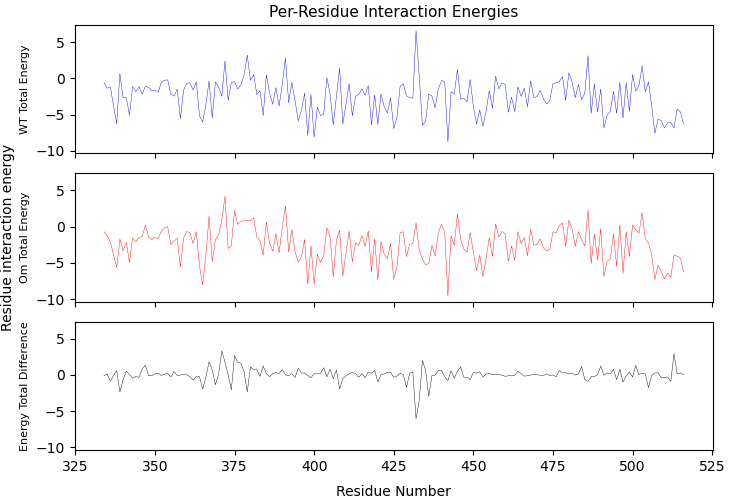 Per-Residue Interaction Energies
Residue interaction energy
WT Total Energy
5
0
−5
−10
Om Total Energy
5
0
−5
−10
Energy Total Difference
5
0
−5
−10
325 350 375 400 425 450 475 500 525
Residue Number